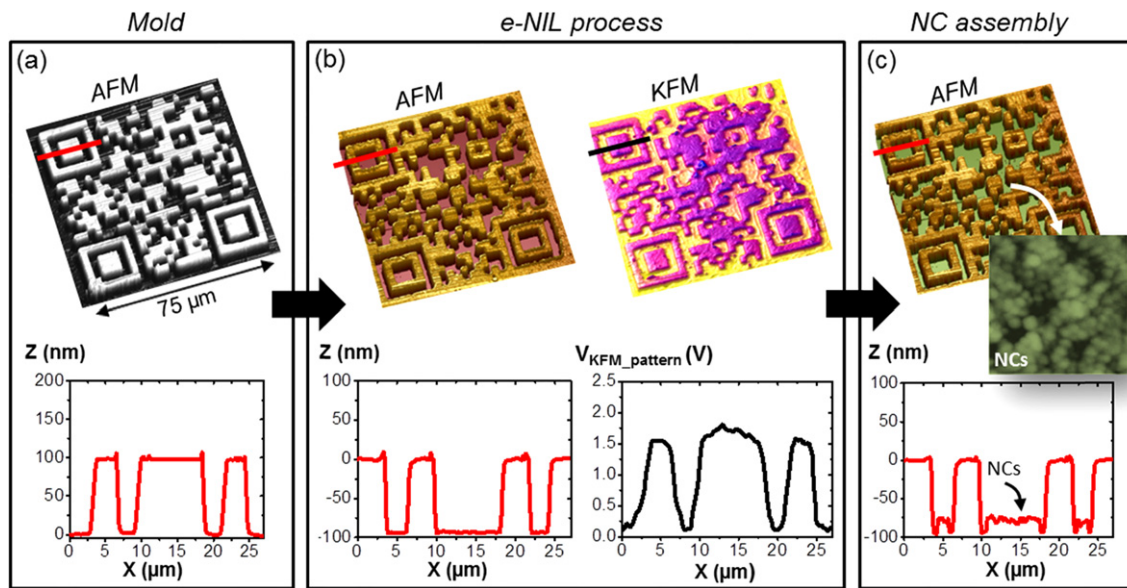 Mold
e-NIL process
NC assembly
(a)
AFM
75 µm
Z (nm)
200
150
100
50
0
0 5 10 15 20 25
X (µm)
(b)
AFM
KFM
Z (nm)
100
50
0
-50
-100
0 5 10 15 20 25
X (µm)
V_KFM_pattern (V)
2.5
2.0
1.5
1.0
0.5
0.0
0 5 10 15 20 25
X (µm)
(c)
AFM
NCs
Z (nm)
100
50
0
-50
-100
NCs
0 5 10 15 20 25
X (µm)